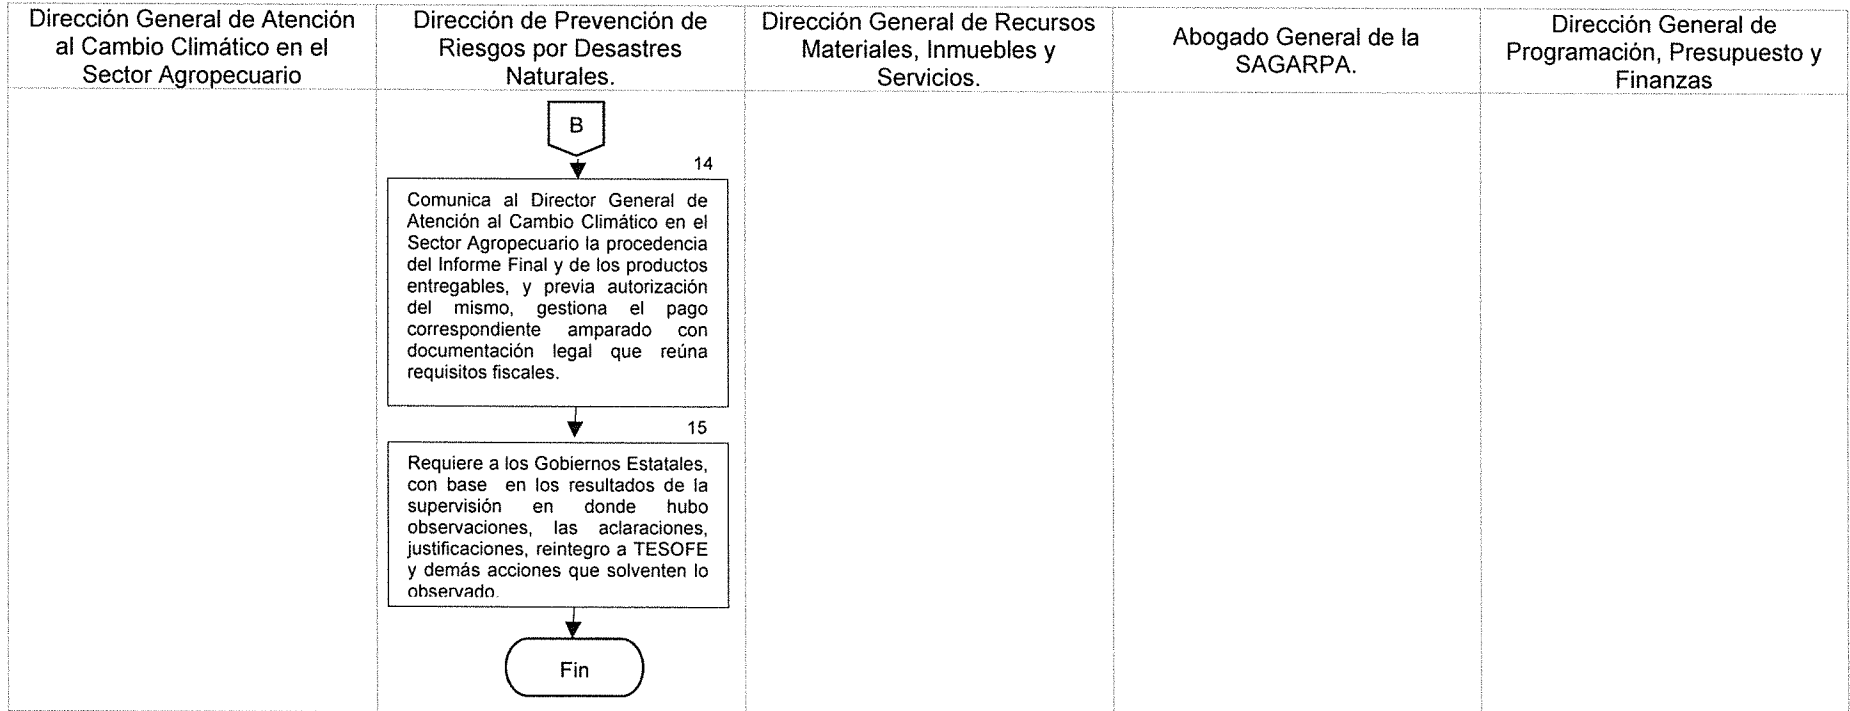 Dirección General de Atención
al Cambio Climático en el
Sector Agropecuario
Dirección de Prevención de
Riesgos por Desastres
Naturales.
Dirección General de Recursos
Materiales, Inmuebles y
Servicios.
Abogado General de la
SAGARPA.
Dirección General de
Programación, Presupuesto y
Finanzas
B
14
Comunica al Director General de
Atención al Cambio Climático en el
Sector Agropecuario la procedencia
del Informe Final y de los productos
entregables, y previa autorización
del mismo, gestiona el pago
correspondiente amparado con
documentación legal que reúna
requisitos fiscales.
15
Requiere a los Gobiernos Estatales,
con base en los resultados de la
supervisión en donde hubo
observaciones, las aclaraciones,
justificaciones, reintegro a TESOFE
y demás acciones que solventen lo
observado.
Fin